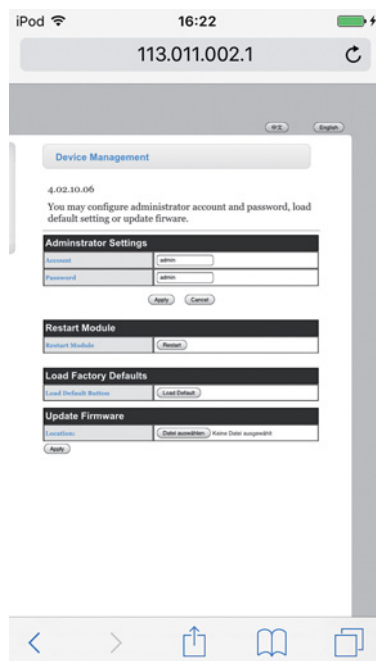 iPod 16:22
113.011.002.1
中文 English
Device Management
4.02.10.06
You may configure administrator account and password, load
default setting or update firware.
Adminstrator Settings
Account admin
Password admin
Apply Cancel
Restart Module
Restart Module Restart
Load Factory Defaults
Load Default Button Load Default
Update Firmware
Location: Datei auswählen Keine Datei ausgewählt
Apply